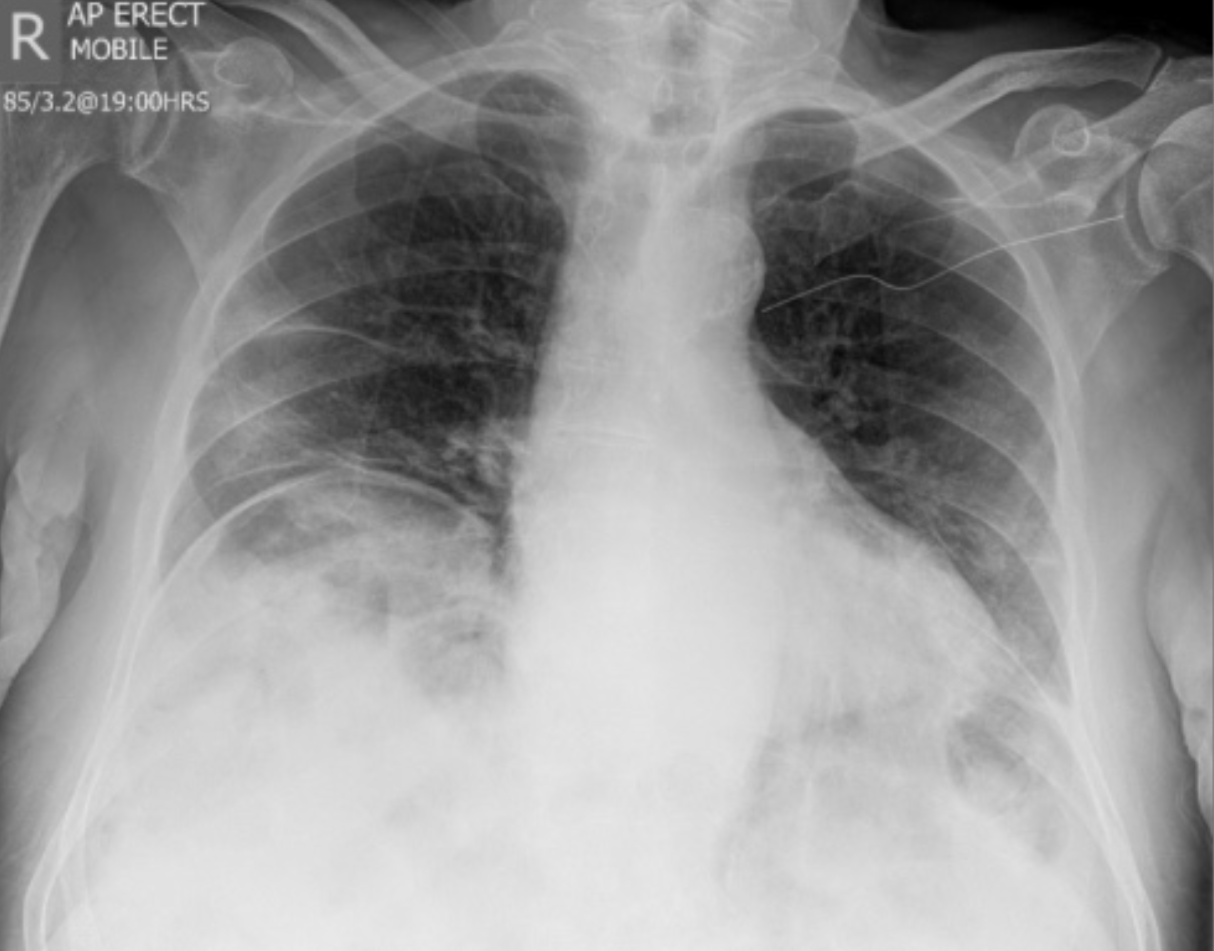 R
AP ERECT
MOBILE
85/3.2@19:00HRS